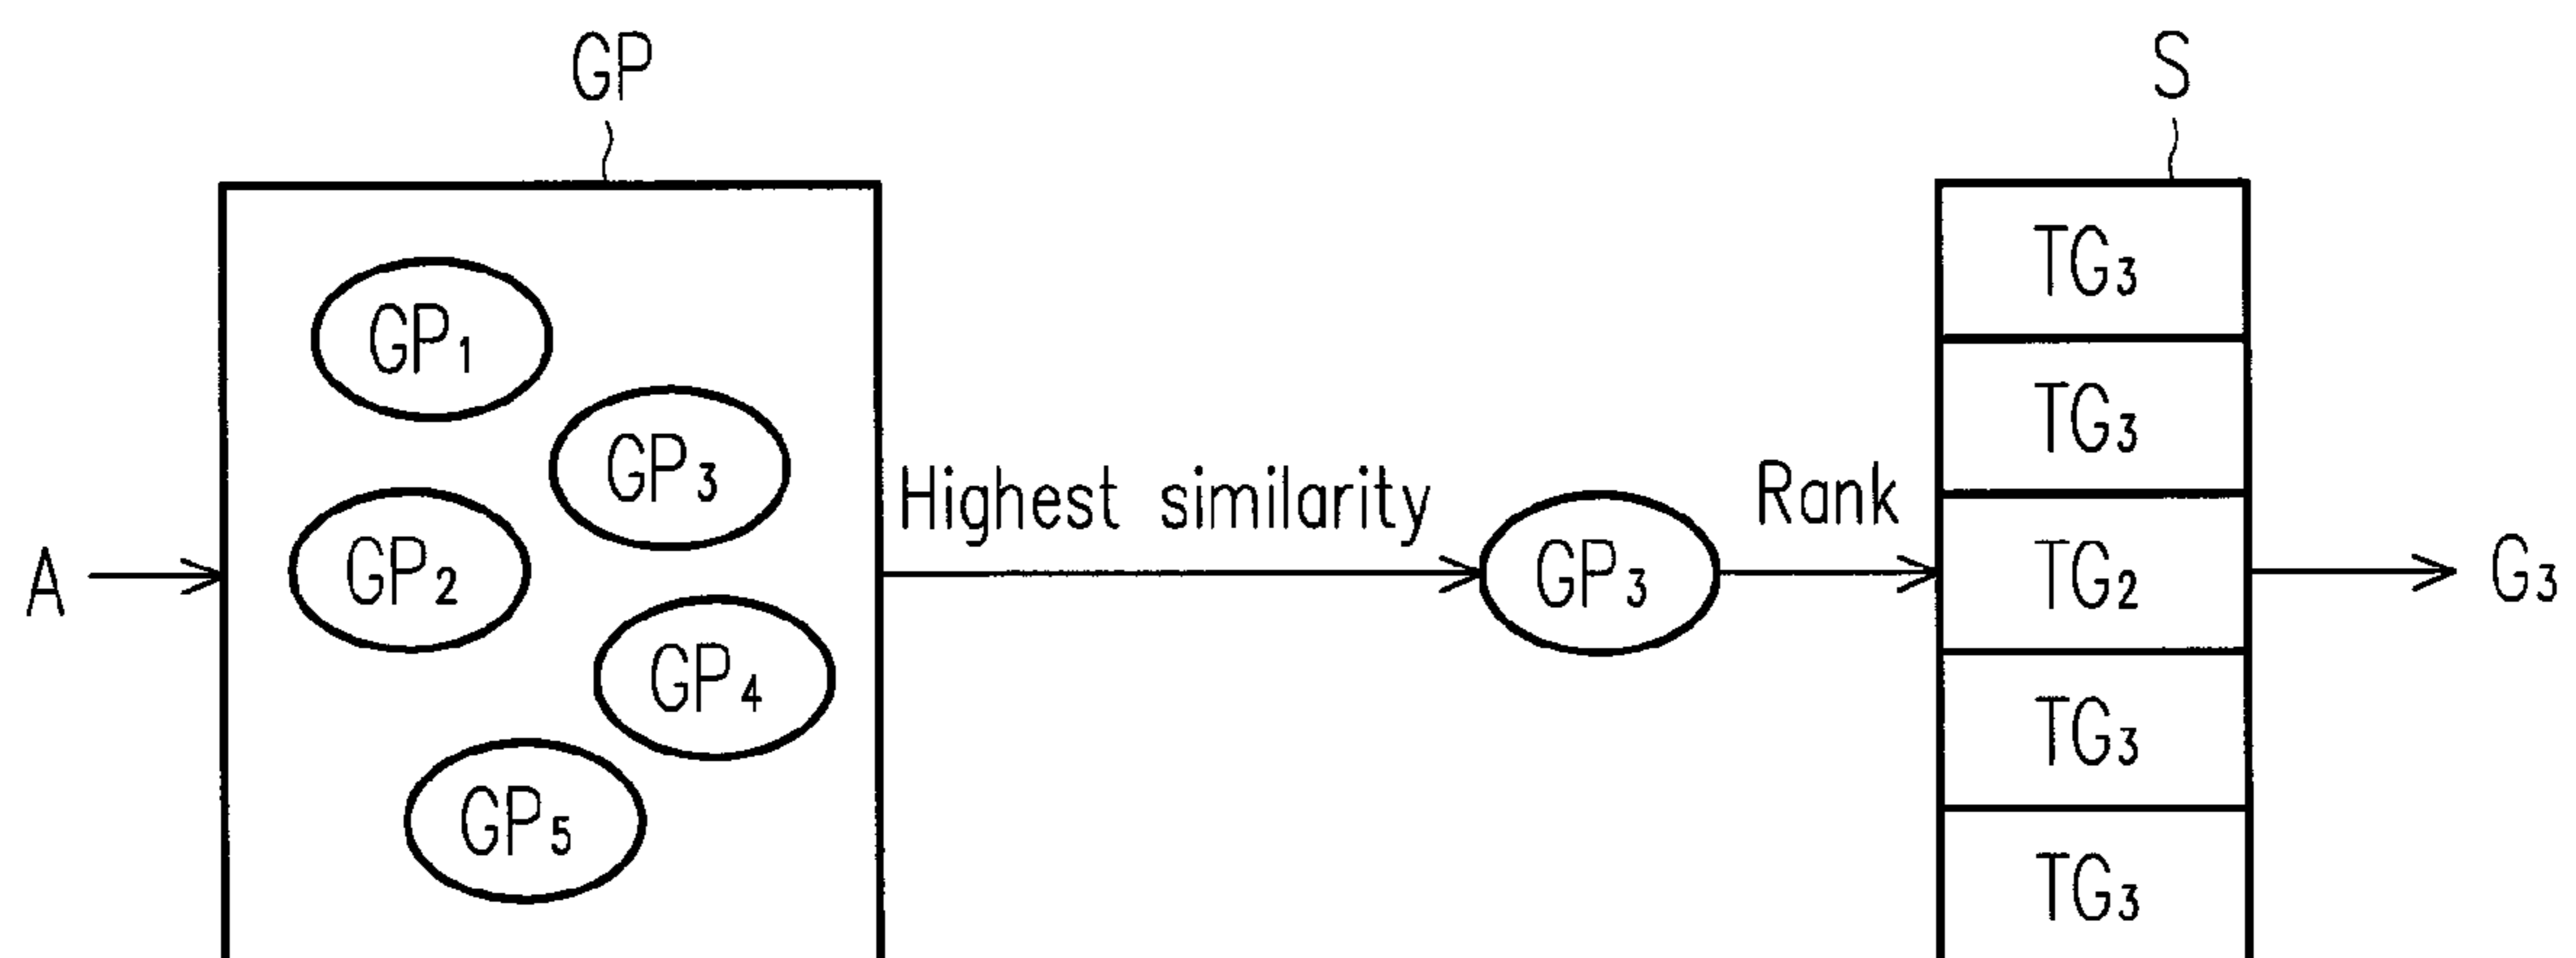 GP
S
GP1
GP3
GP2
GP4
GP5
A
Highest similarity
GP3
Rank
TG3
TG3
TG2
TG3
TG3
G3